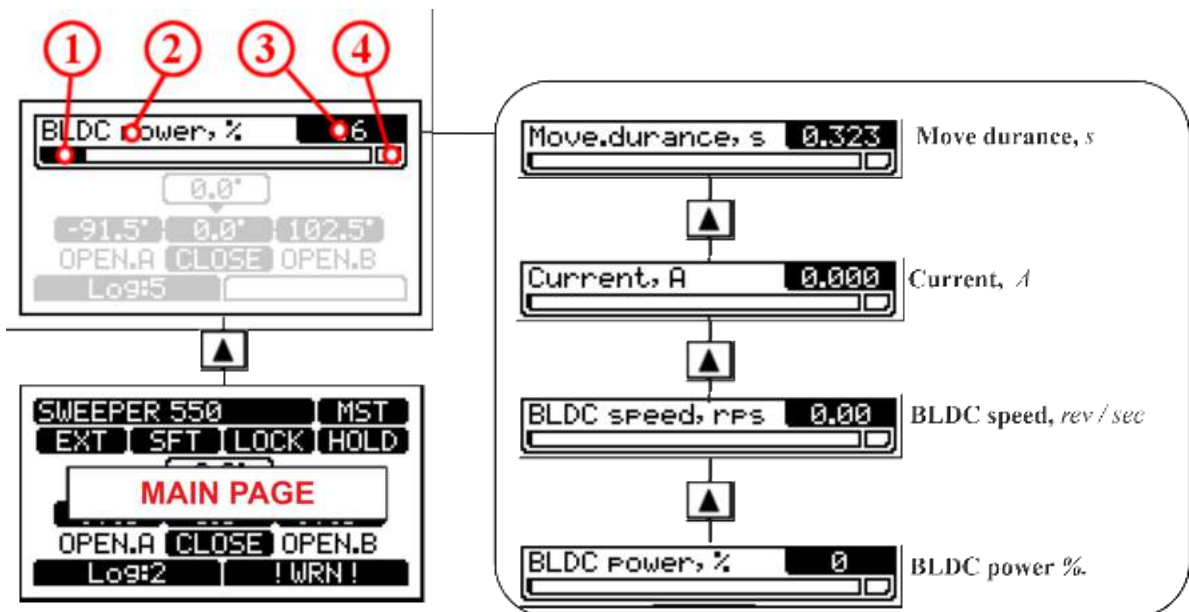 1 2 3 4
BLDC power, % 16
0.0°
-91.5° 0.0° 102.5°
OPEN.A CLOSE OPEN.B
Log:5
SWEEPER 550 MST
EXT SFT LOCK HOLD
MAIN PAGE
OPEN.A CLOSE OPEN.B
Log:2 !WRN!
Move.durance, s 0.323 Move durance, s
Current, A 0.000 Current, A
BLDC speed, rps 0.00 BLDC speed, rev / sec
BLDC power, % 0 BLDC power %.